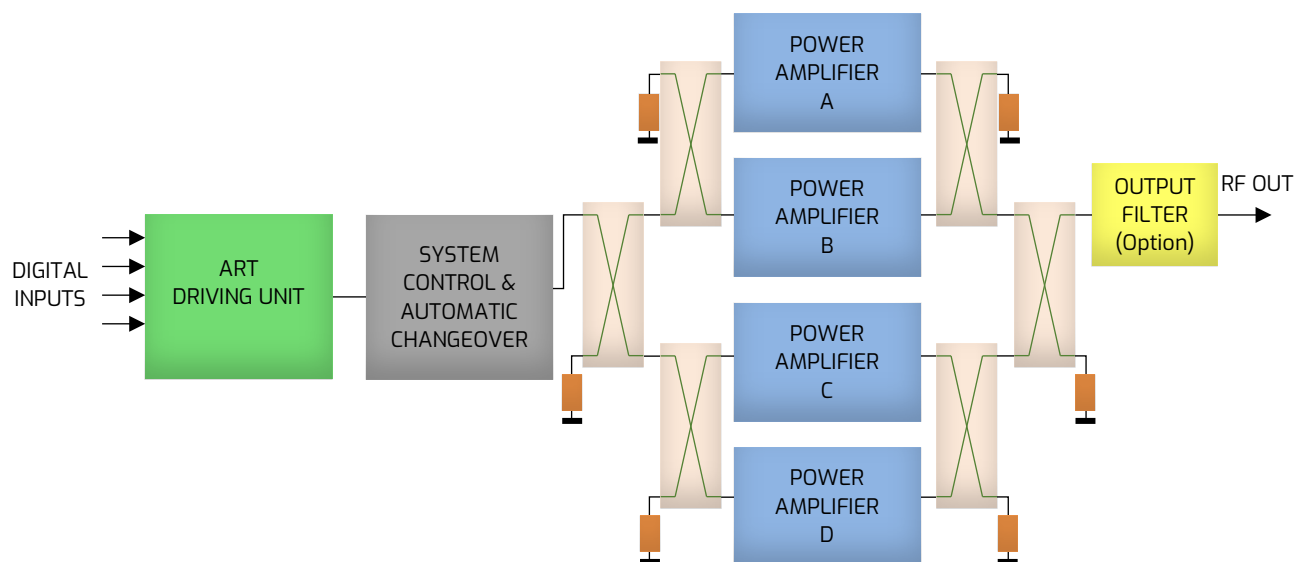 DIGITAL
INPUTS
ART
DRIVING UNIT
SYSTEM
CONTROL &
AUTOMATIC
CHANGEOVER
POWER
AMPLIFIER
A
POWER
AMPLIFIER
B
POWER
AMPLIFIER
C
POWER
AMPLIFIER
D
OUTPUT
FILTER
(Option)
RF OUT